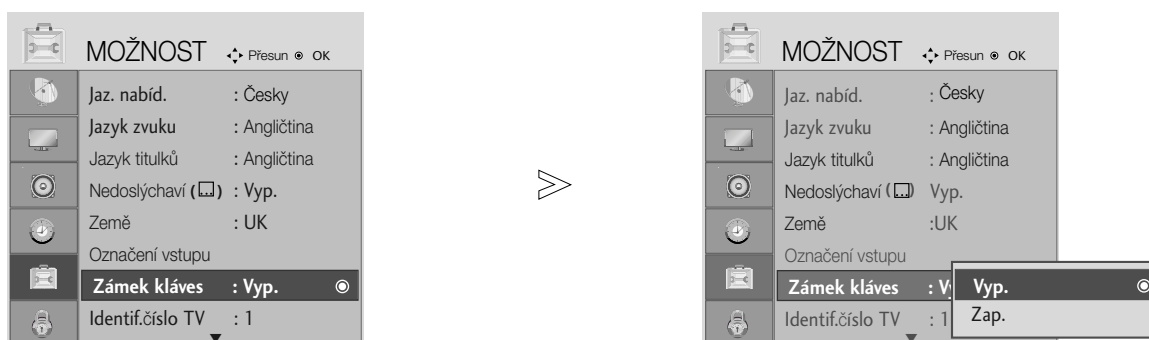 MOŽNOST Přesun OK
Jaz. nabíd. : Česky
Jazyk zvuku : Angličtina
Jazyk titulků : Angličtina
Nedoslýchaví ( ) : Vyp.
Země : UK
Označení vstupu
Zámek kláves : Vyp.
Identif.číslo TV : 1
MOŽNOST Přesun OK
Jaz. nabíd. : Česky
Jazyk zvuku : Angličtina
Jazyk titulků : Angličtina
Nedoslýchaví ( ) Vyp.
Země :UK
Označení vstupu
Zámek kláves : Vy
Identif.číslo TV : 1
Vyp.
Zap.